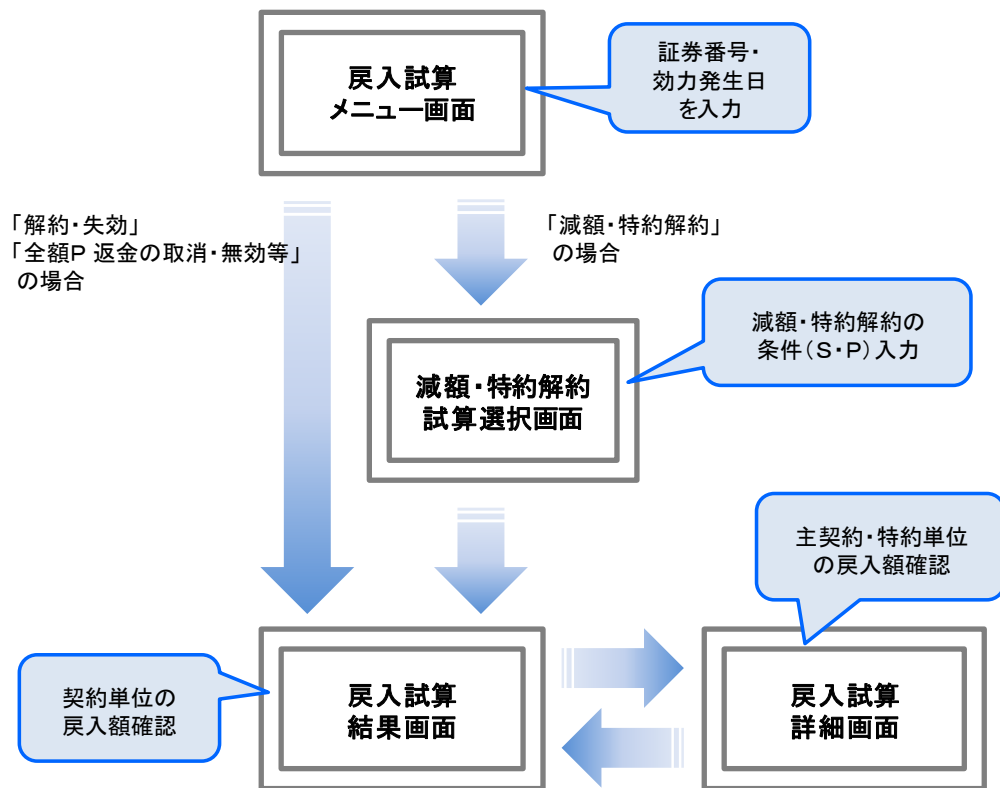 戻入試算
メニュー画面
証券番号・
効力発生日
を入力
「解約・失効」
「全額P 返金の取消・無効等」
の場合
「減額・特約解約」
の場合
減額・特約解約の
条件（S・P）入力
減額・特約解約
試算選択画面
主契約・特約単位
の戻入額確認
契約単位の
戻入額確認
戻入試算
結果画面
戻入試算
詳細画面